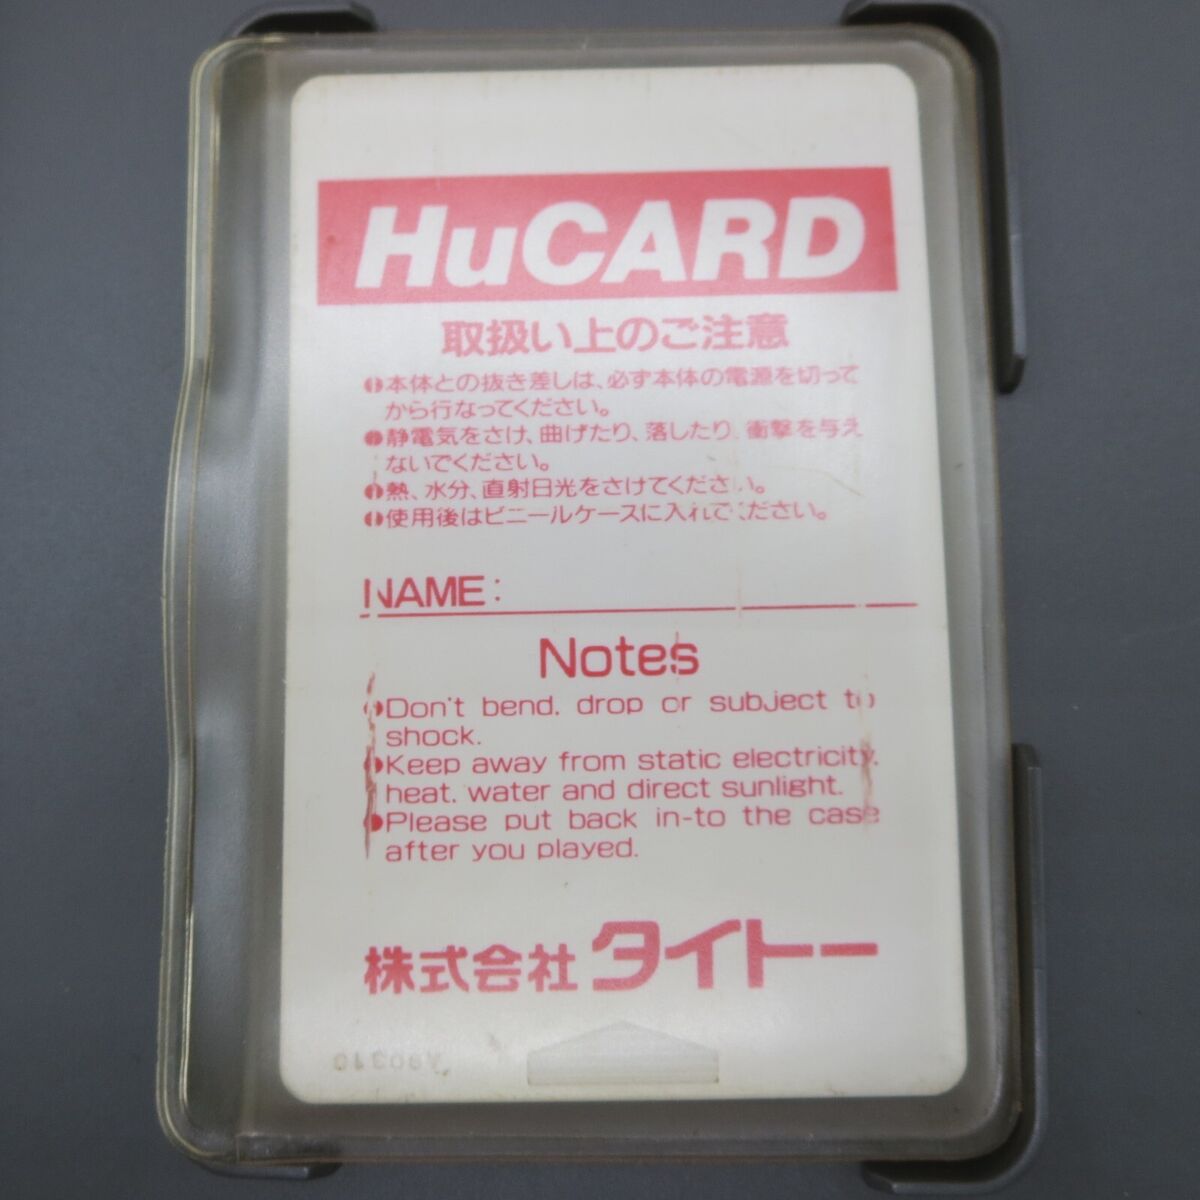 HuCARD
取扱い上のご注意
●本体との抜き差しは、必ず本体の電源を切って
から行なってください。
●静電気をさけ、曲げたり、落したり、衝撃を与え
ないでください。
●熱、水分、直射日光をさけてください。
●使用後はビニールケースに入れてください。
NAME:
Notes
●Don't bend. drop or subject to
shock.
●Keep away from static electricity.
heat. water and direct sunlight.
●Please put back in-to the case
after you played.
株式会社 タイトー